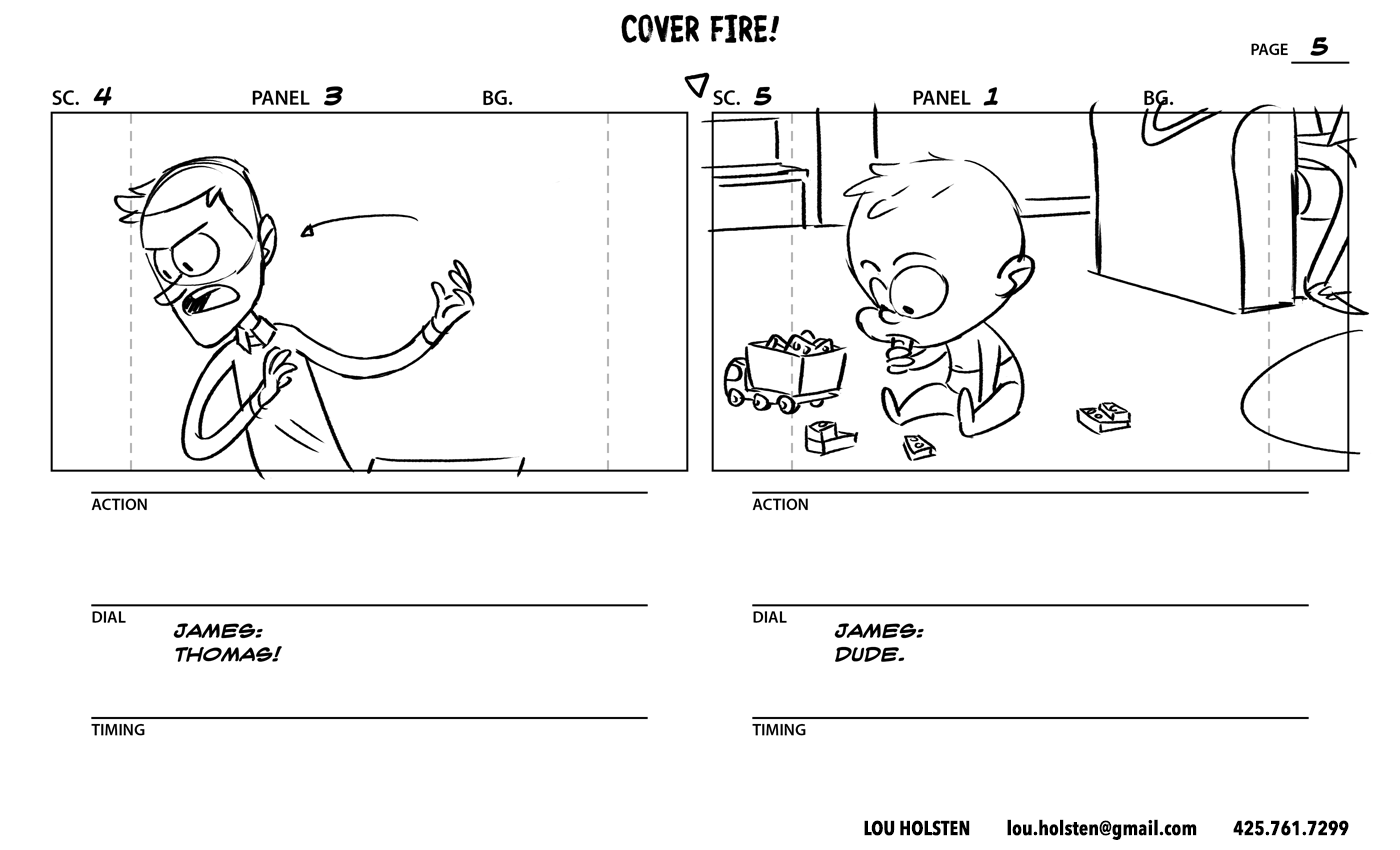 COVER FIRE!
PAGE 5
SC. 4 PANEL 3 BG.
SC. 5 PANEL 1 BG.
ACTION
DIAL
JAMES:
THOMAS!
TIMING
ACTION
DIAL
JAMES:
DUDE.
TIMING
LOU HOLSTEN lou.holsten@gmail.com 425.761.7299